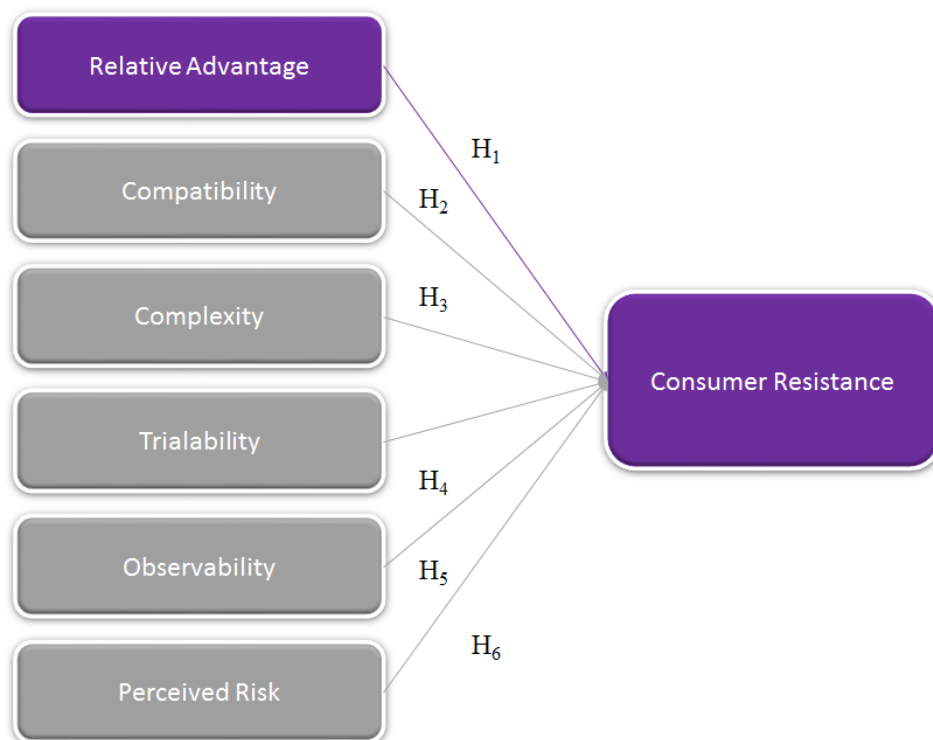 Relative Advantage
H₁
Compatibility
H₂
Complexity
H₃
Consumer Resistance
Trialability
H₄
Observability
H₅
Perceived Risk
H₆